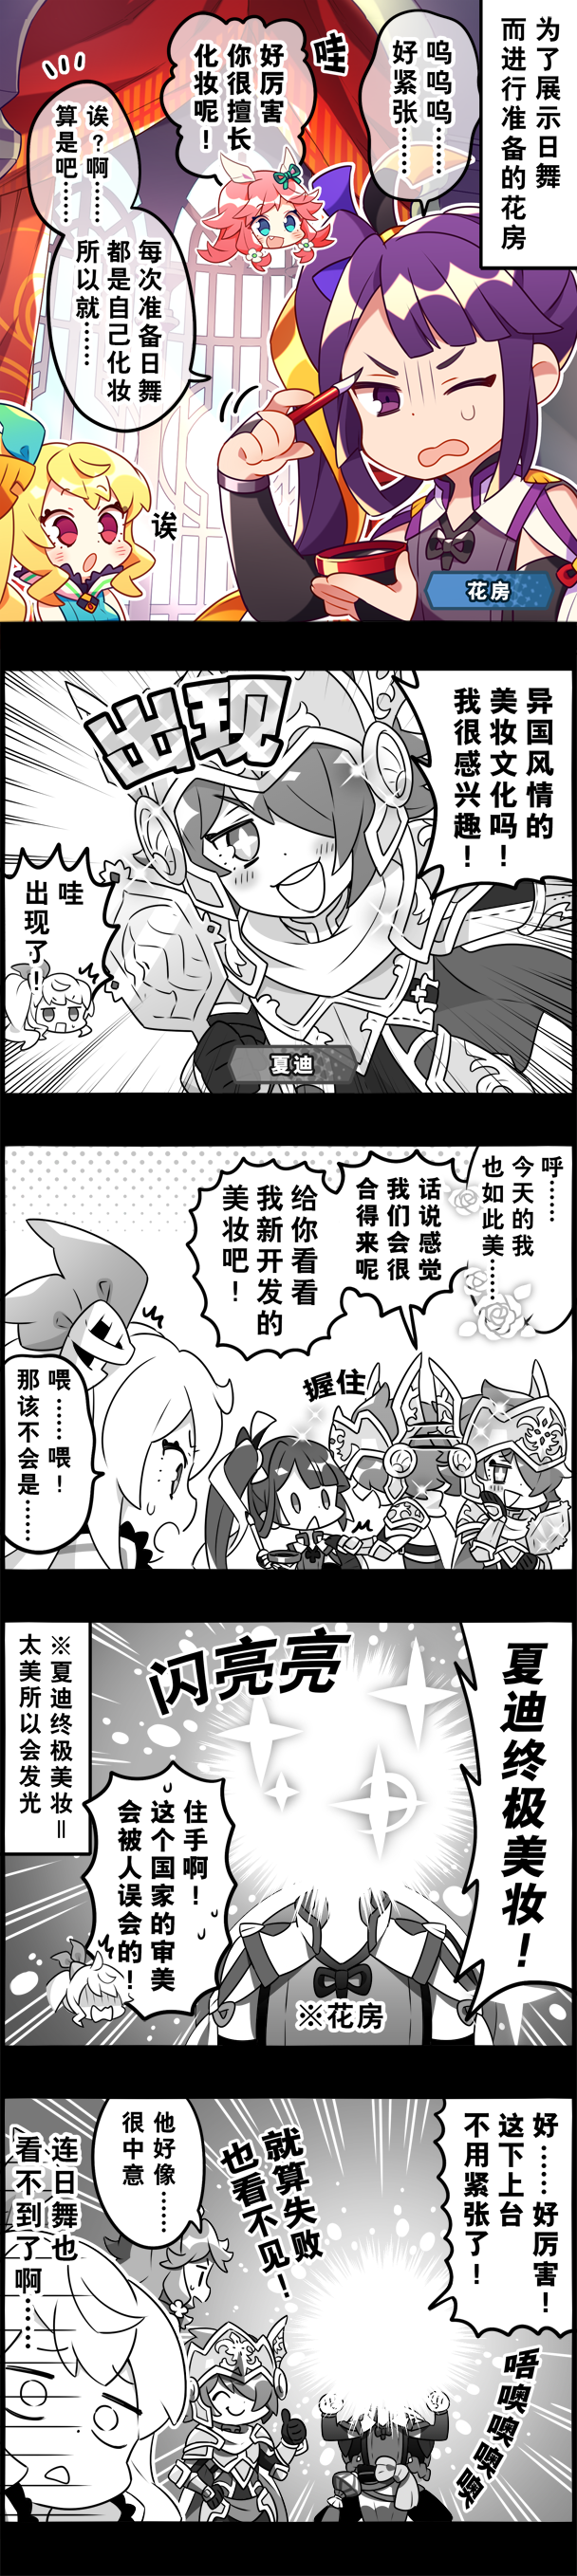 为了展示日舞
而进行准备的花房
呜呜呜……
好紧张……
哇
好厉害
你很擅长
化妆呢！
诶？啊……
算是吧……
每次准备日舞
都是自己化妆
所以就……
诶
花房
异国风情的
美妆文化吗！
我很感兴趣！
出现
哇
出现了！
夏迪
呼……
今天的我
也如此美……
话说感觉
我们会很
合得来呢
给你看看
我新开发的
美妆吧！
握住
喂……喂！
那该不会是……
夏迪终极美妆！
闪亮亮
※夏迪终极美妆＝
太美所以会发光
住手啊！
这个国家的审美
会被人误会的！
※花房
好……好厉害！
这下上台
不用紧张了！
就算失败
也看不见！
唔噢噢噢噢
他好像……
很中意
连日舞也
看不到了啊……